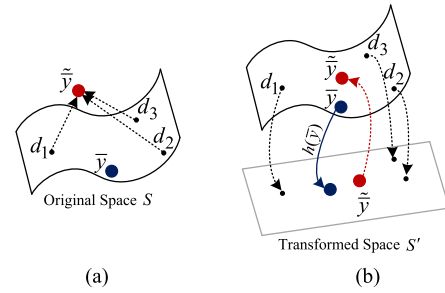 ỹ̅
d₁
d₃
d₂
y̅
Original Space S
(a)
d₃
d₁
ỹ̅
d₂
y̅
h(y̅)
ỹ̅
Transformed Space S′
(b)